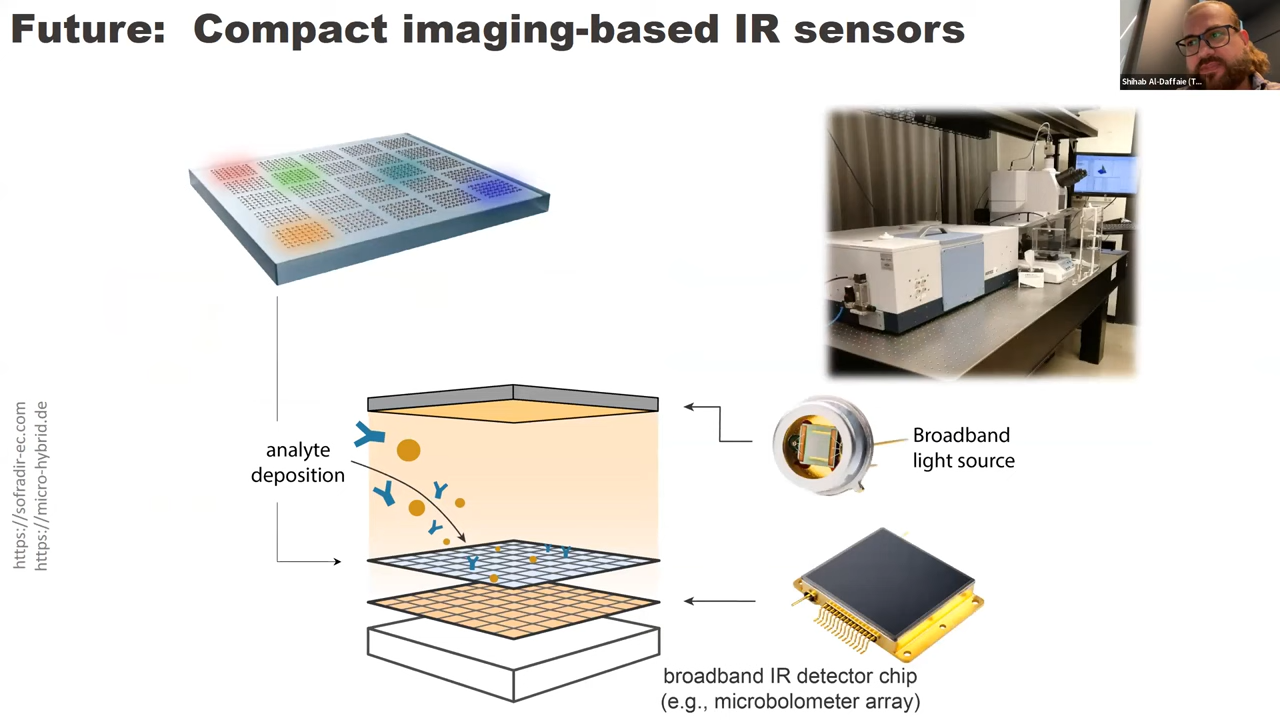 Future: Compact imaging-based IR sensors
Shihab Al-Daffaie (T...
https://sofradir-ec.com
https://micro-hybrid.de
analyte
deposition
Broadband
light source
broadband IR detector chip
(e.g., microbolometer array)